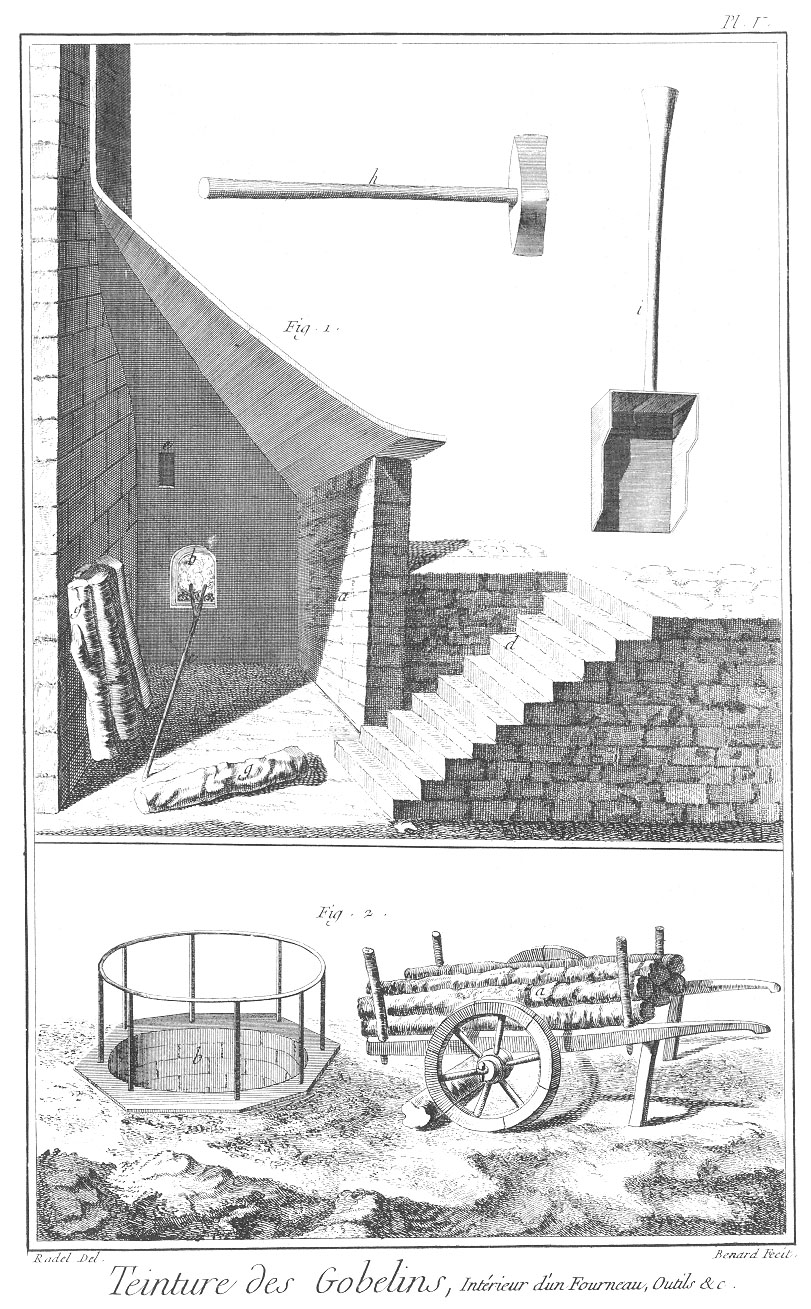 Pl. V.
h
i
Fig. 1.
e
b
g
a
d
g
Fig. 2.
a
b
Radel Del.
Benard Fecit.
Teinture des Gobelins, Intérieur d'un Fourneau, Outils &c.